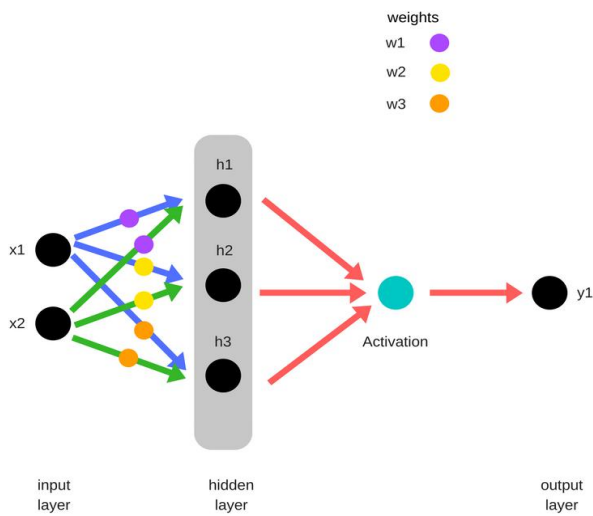 weights
w1
w2
w3
h1
x1
h2
x2
h3
y1
Activation
input
layer
hidden
layer
output
layer